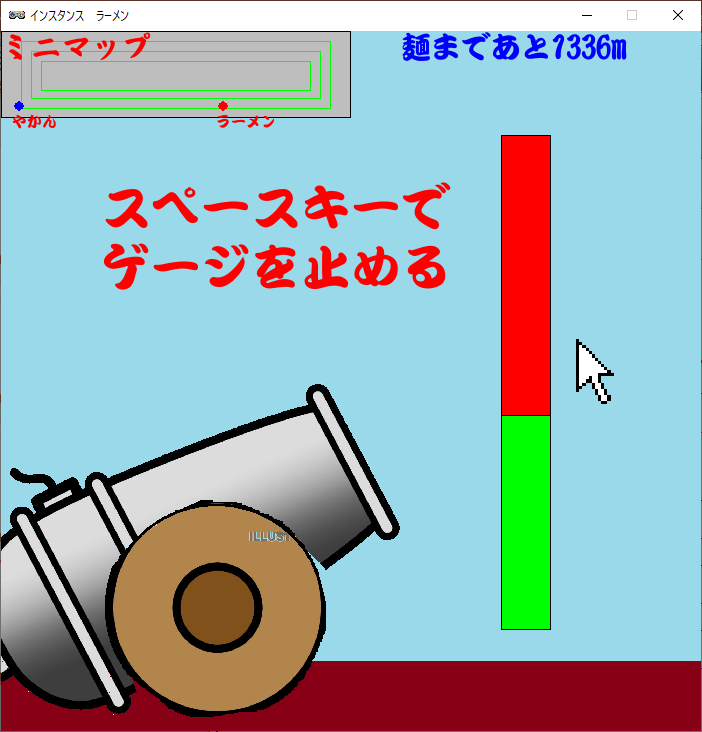 インスタンス ラーメン
ミニマップ
麺まであと1336m
やかん
ラーメン
スペースキーで
ゲージを止める
ILLUST